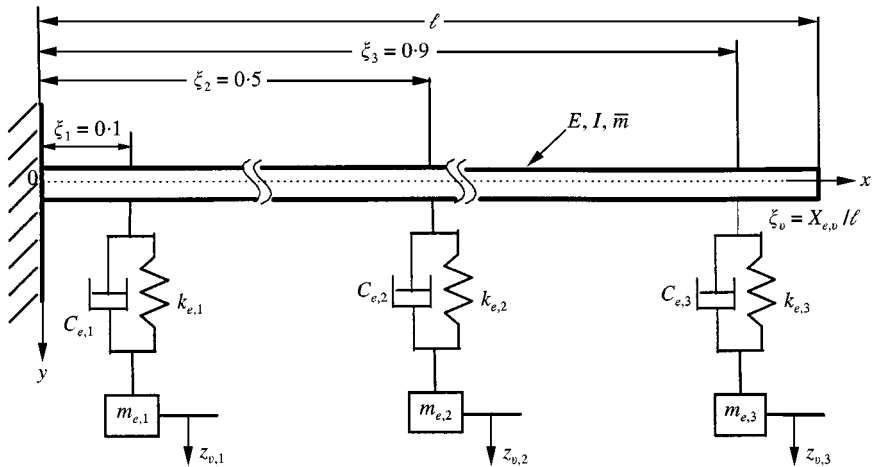 ℓ
ξ₃ = 0·9
ξ₂ = 0·5
ξ₁ = 0·1
E, I, m̅
0
x
ξᵥ = Xₑ,ᵥ /ℓ
Cₑ,₁
kₑ,₁
Cₑ,₂
kₑ,₂
Cₑ,₃
kₑ,₃
y
mₑ,₁
mₑ,₂
mₑ,₃
zᵥ,₁
zᵥ,₂
zᵥ,₃